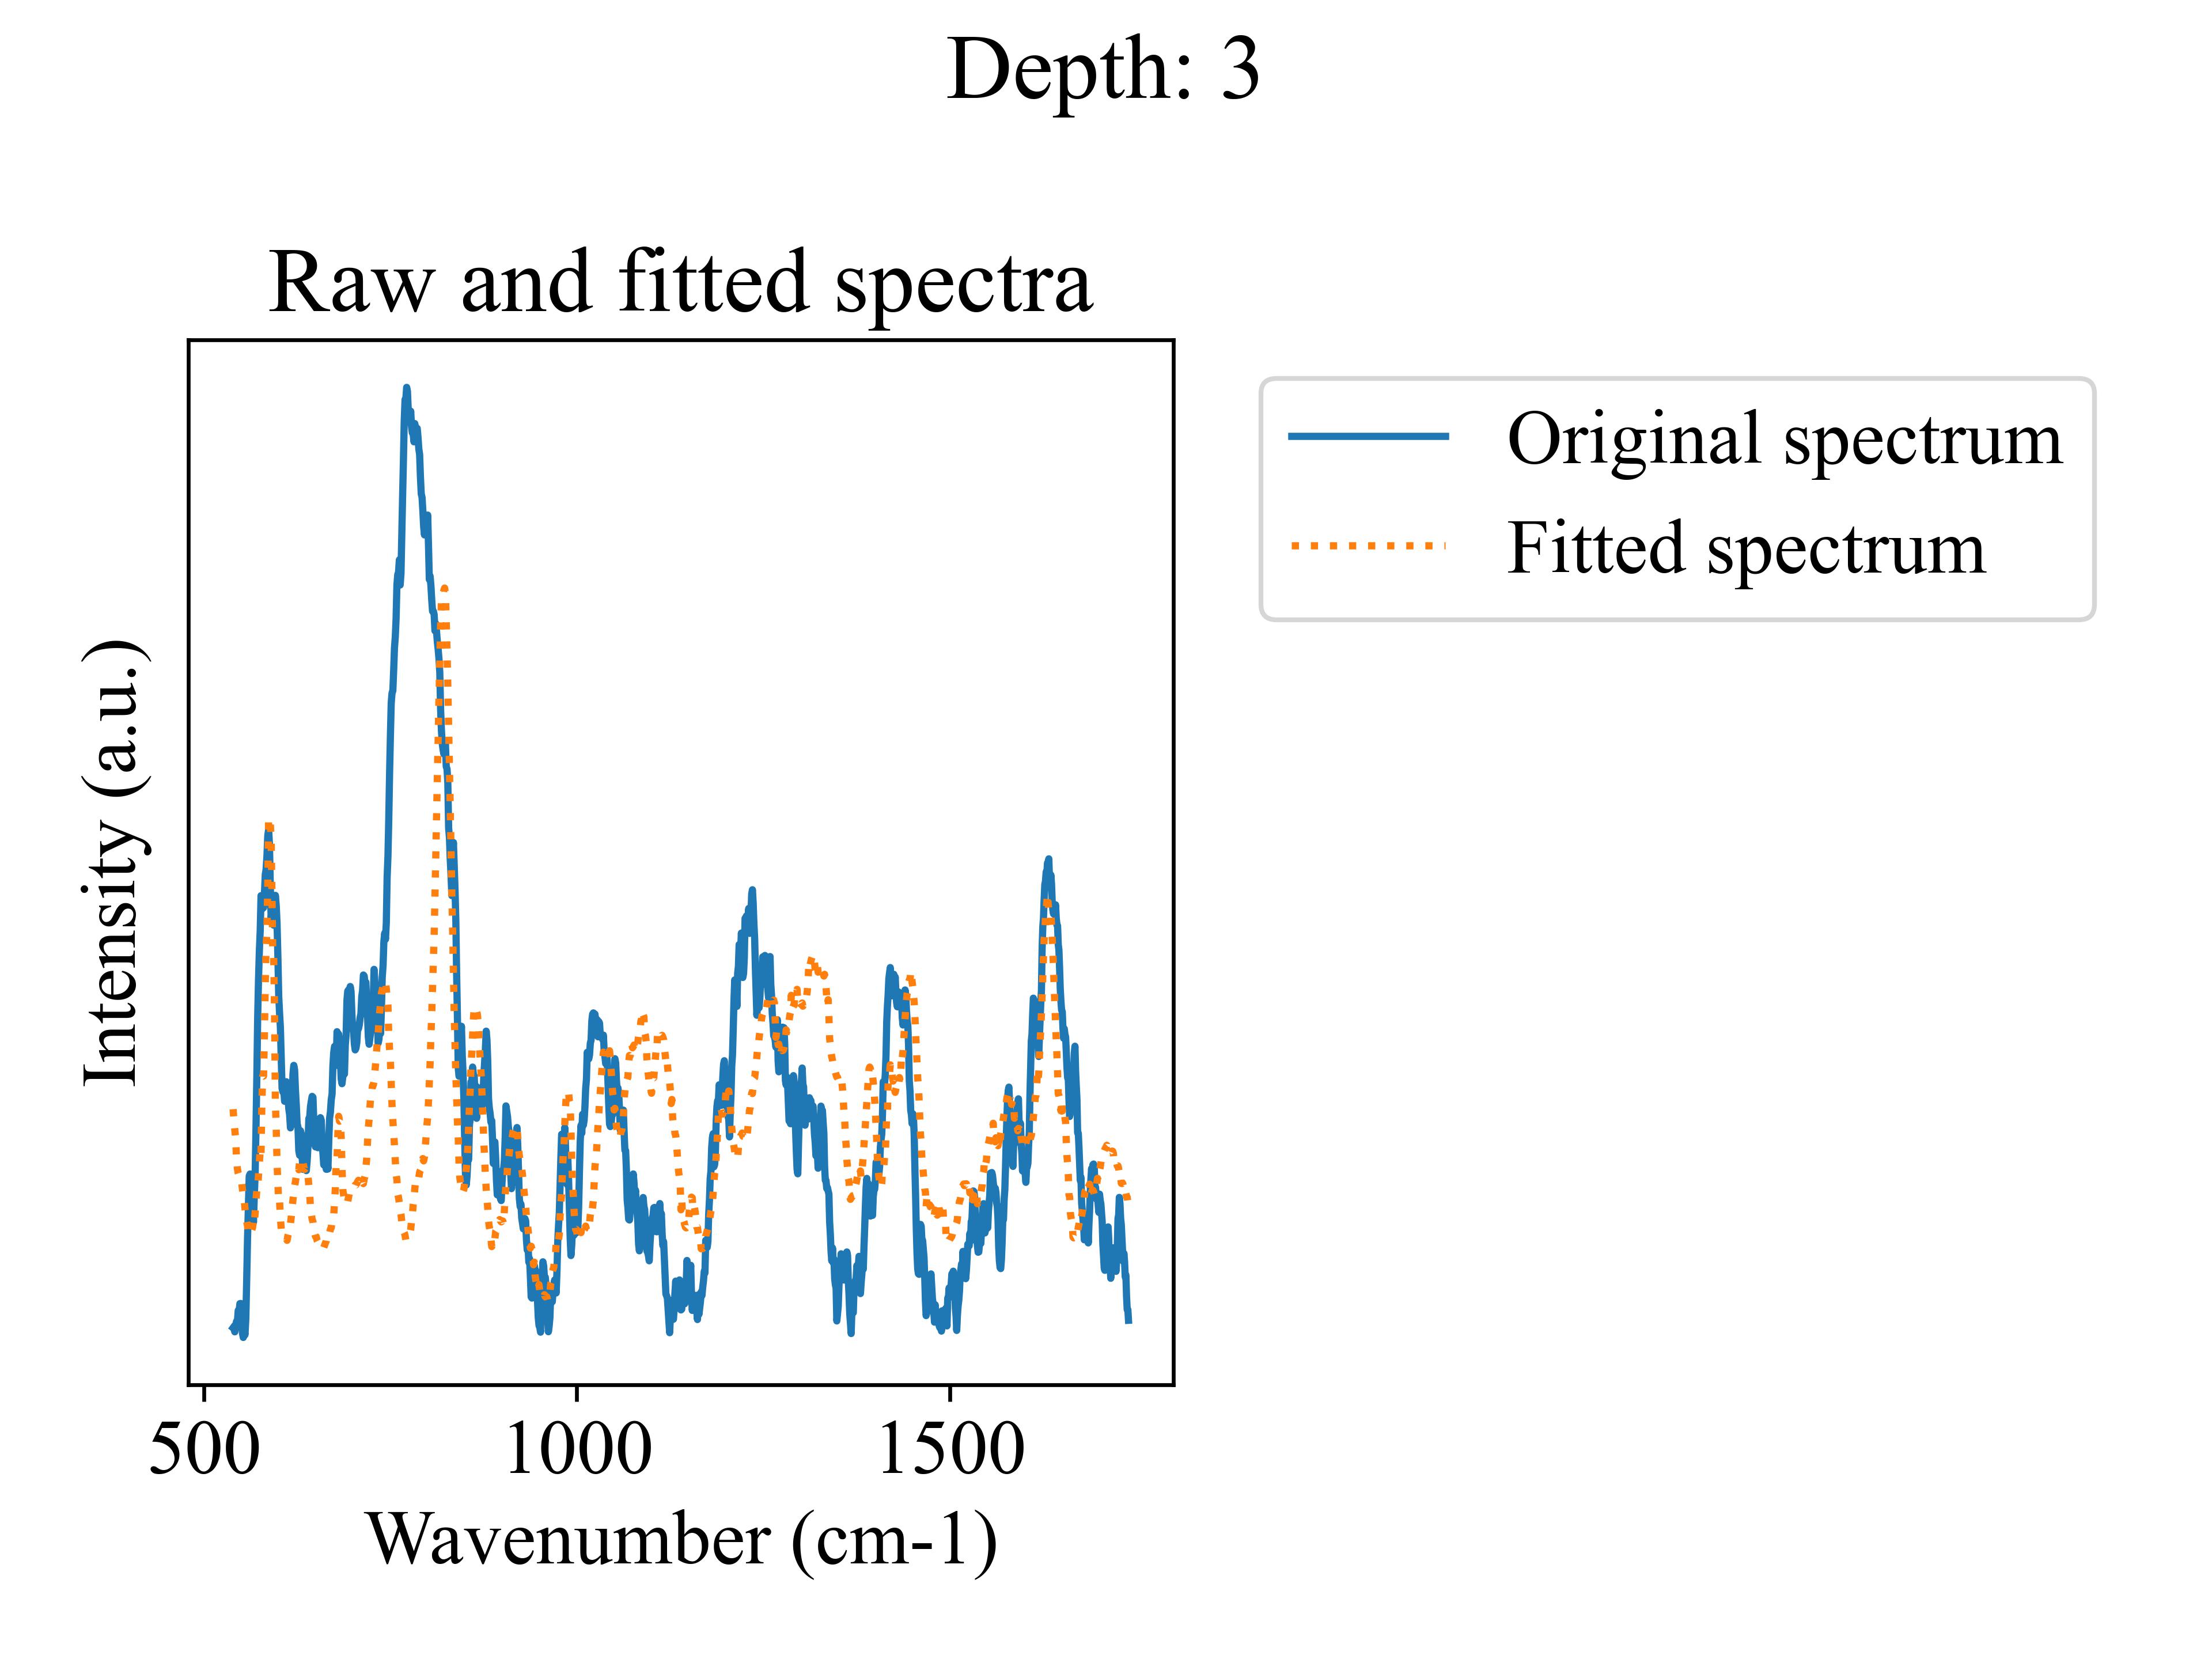 Depth: 3
Raw and fitted spectra
Original spectrum
Fitted spectrum
Intensity (a.u.)
500 1000 1500
Wavenumber (cm-1)